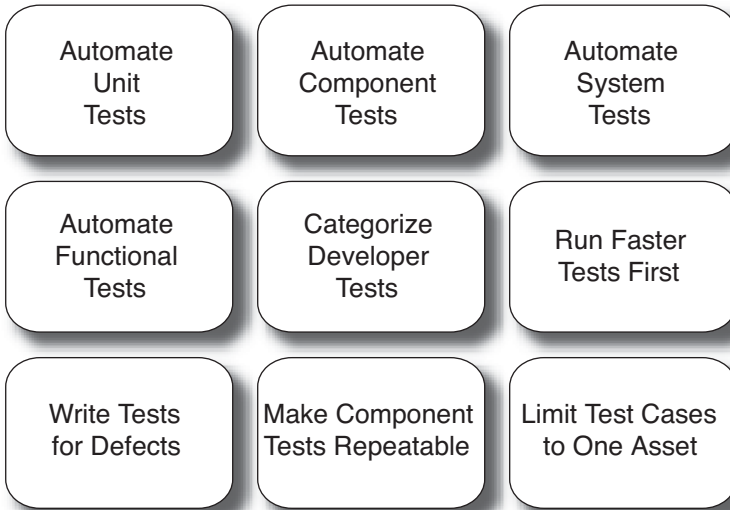 Automate
Unit
Tests
Automate
Component
Tests
Automate
System
Tests
Automate
Functional
Tests
Categorize
Developer
Tests
Run Faster
Tests First
Write Tests
for Defects
Make Component
Tests Repeatable
Limit Test Cases
to One Asset